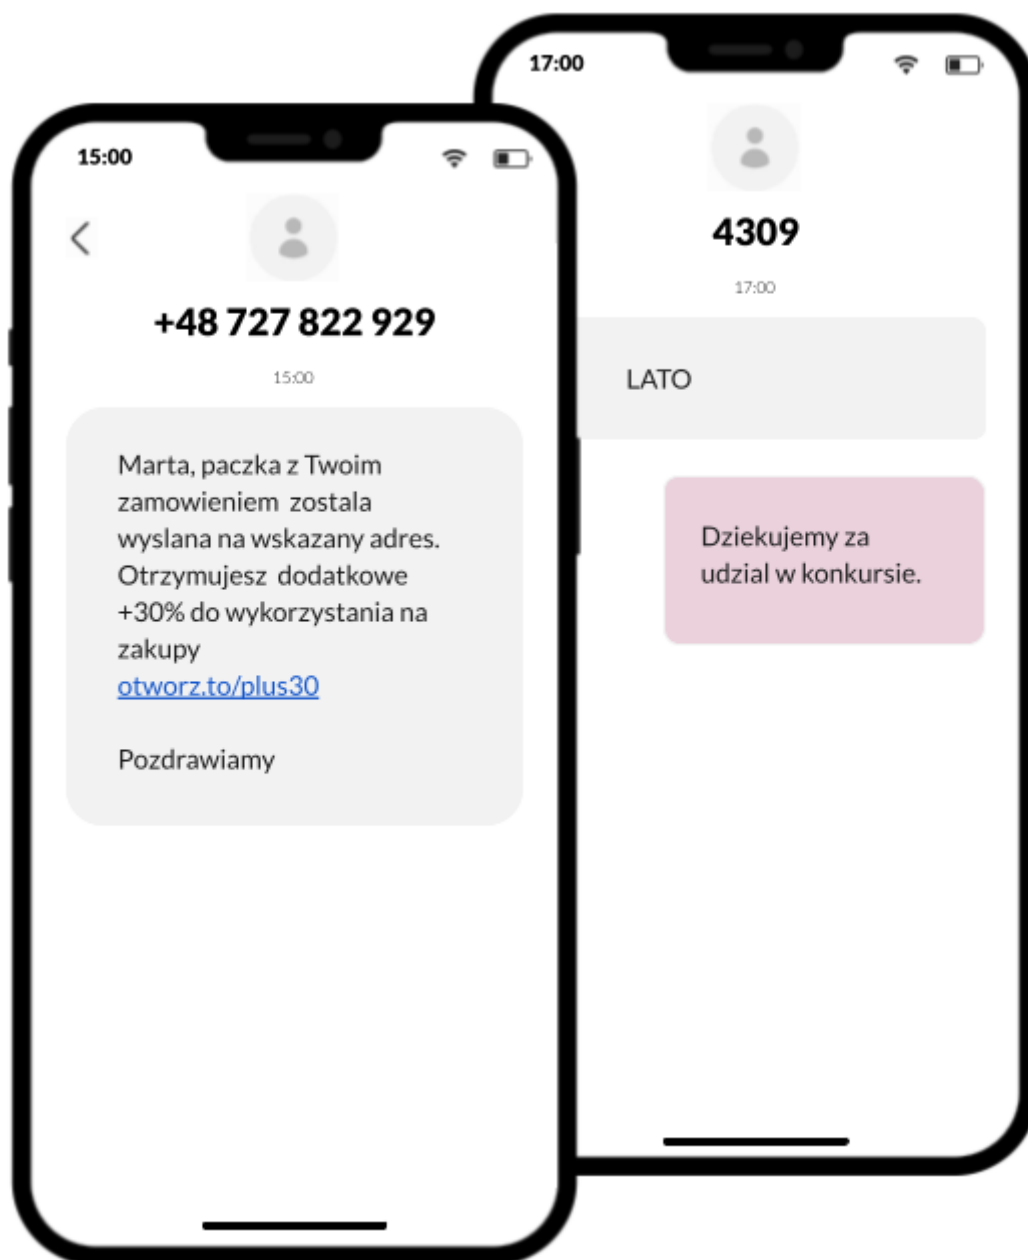 15:00
+48 727 822 929
15:00
Marta, paczka z Twoim
zamowieniem zostala
wyslana na wskazany adres.
Otrzymujesz dodatkowe
+30% do wykorzystania na
zakupy
otworz.to/plus30
Pozdrawiamy
17:00
4309
17:00
LATO
Dziekujemy za
udzial w konkursie.